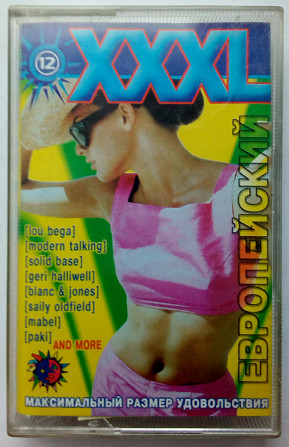 12
XXXL
ЕВРОПЕЙСКИЙ
[lou bega]
[modern talking]
[solid base]
[geri halliwell]
[blanc & jones]
[saily oldfield]
[mabel]
[paki]
AND MORE
МАКСИМАЛЬНЫЙ РАЗМЕР УДОВОЛЬСТВИЯ